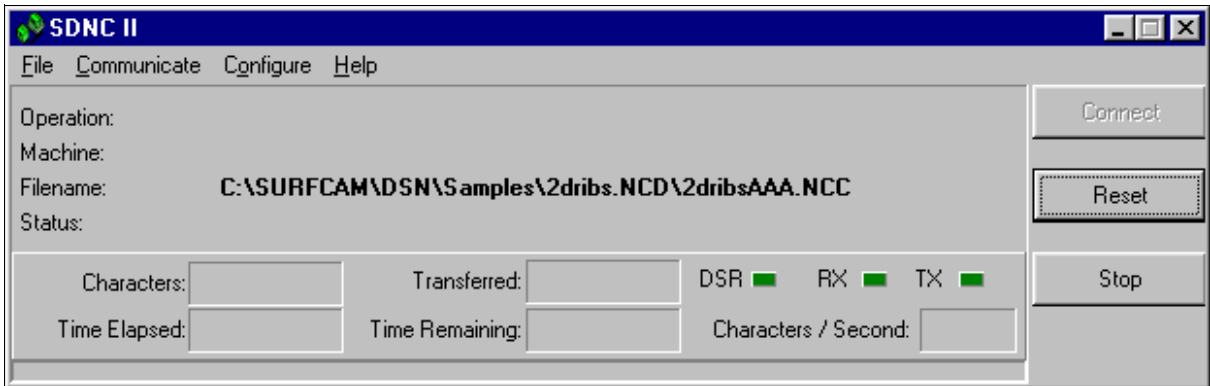 SDNC II
File Communicate Configure Help
Operation:
Connect
Machine:
Filename: C:\SURFCAM\DSN\Samples\2dribs.NCD\2dribsAAA.NCC
Reset
Status:
Characters: Transferred: DSR RX TX
Stop
Time Elapsed: Time Remaining: Characters / Second: